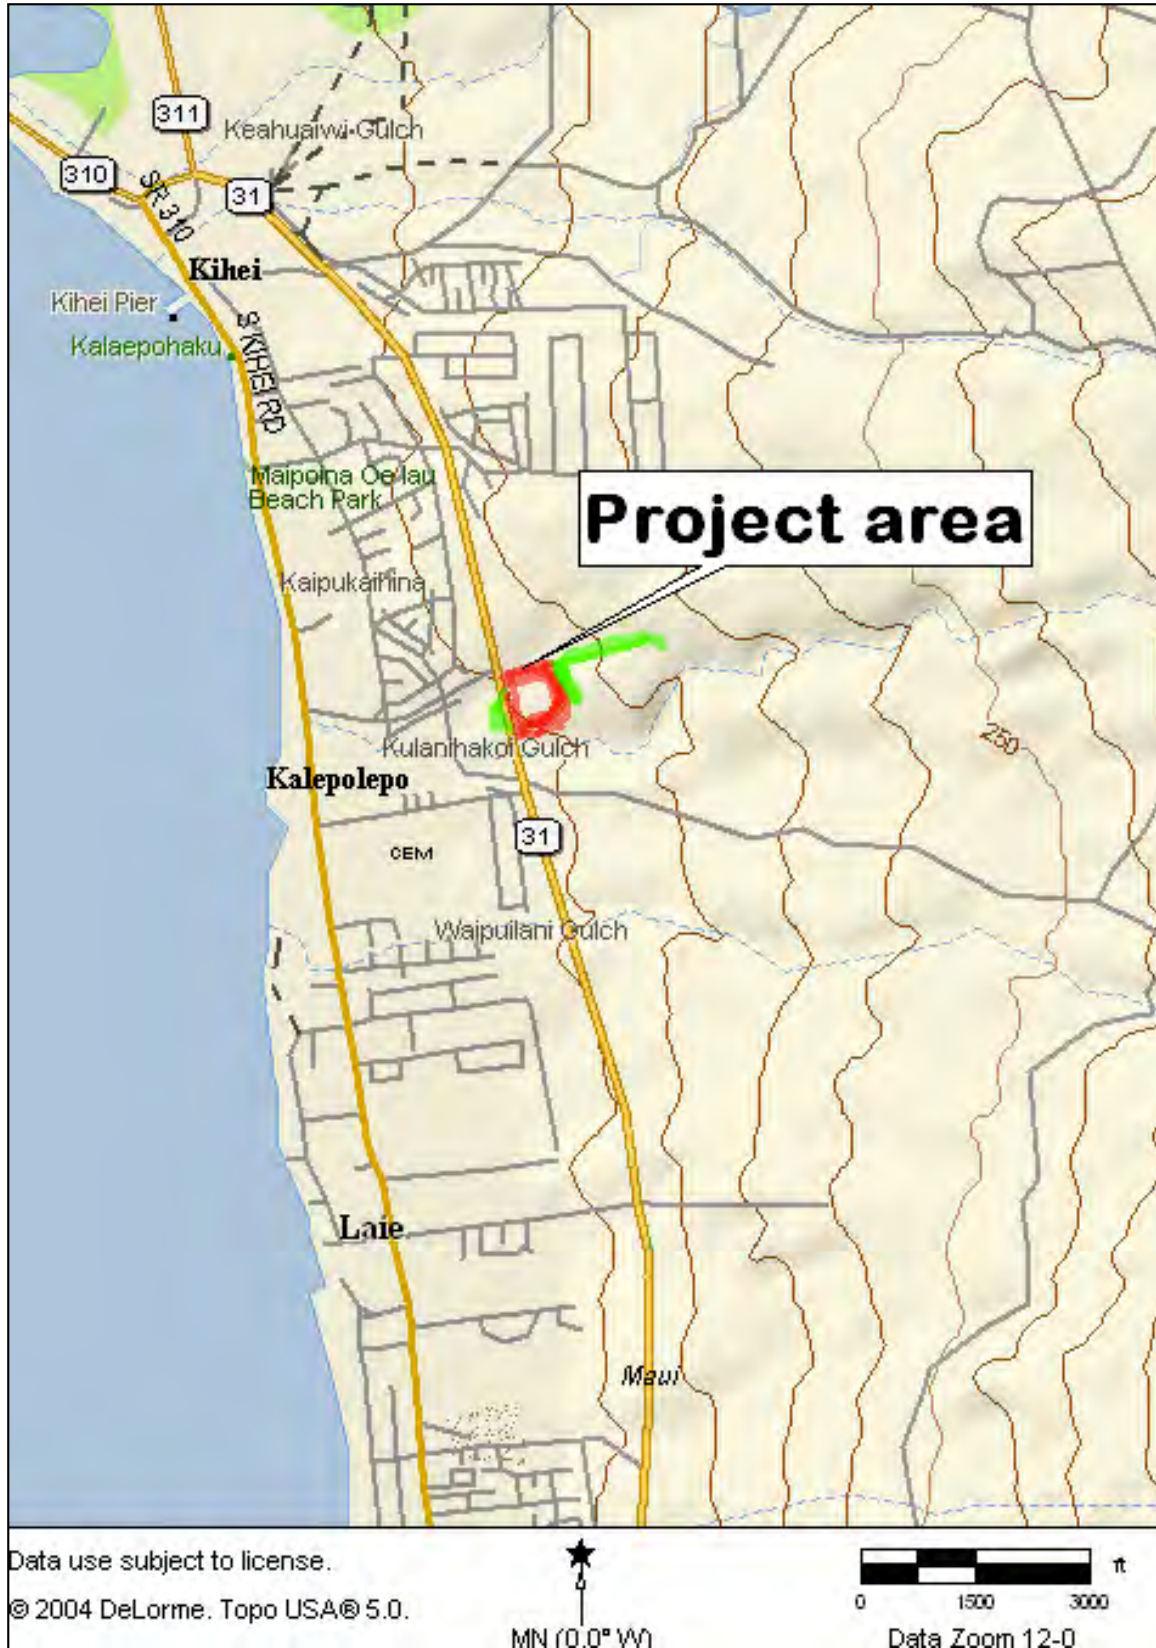 311
Keahuaiwi Gulch
310
SR 310
31
Kihei
Kihei Pier
Kalaepohaku
S KIHEI RD
Maipoina Oe Iau
Beach Park
Project area
Kaipukaihina
Kulanihakoi Gulch
250
Kalepolepo
31
CEM
Waipuilani Gulch
Laie
Maui
Data use subject to license.
© 2004 DeLorme. Topo USA® 5.0.
MN (0.0° W)
ft
0 1500 3000
Data Zoom 12-0